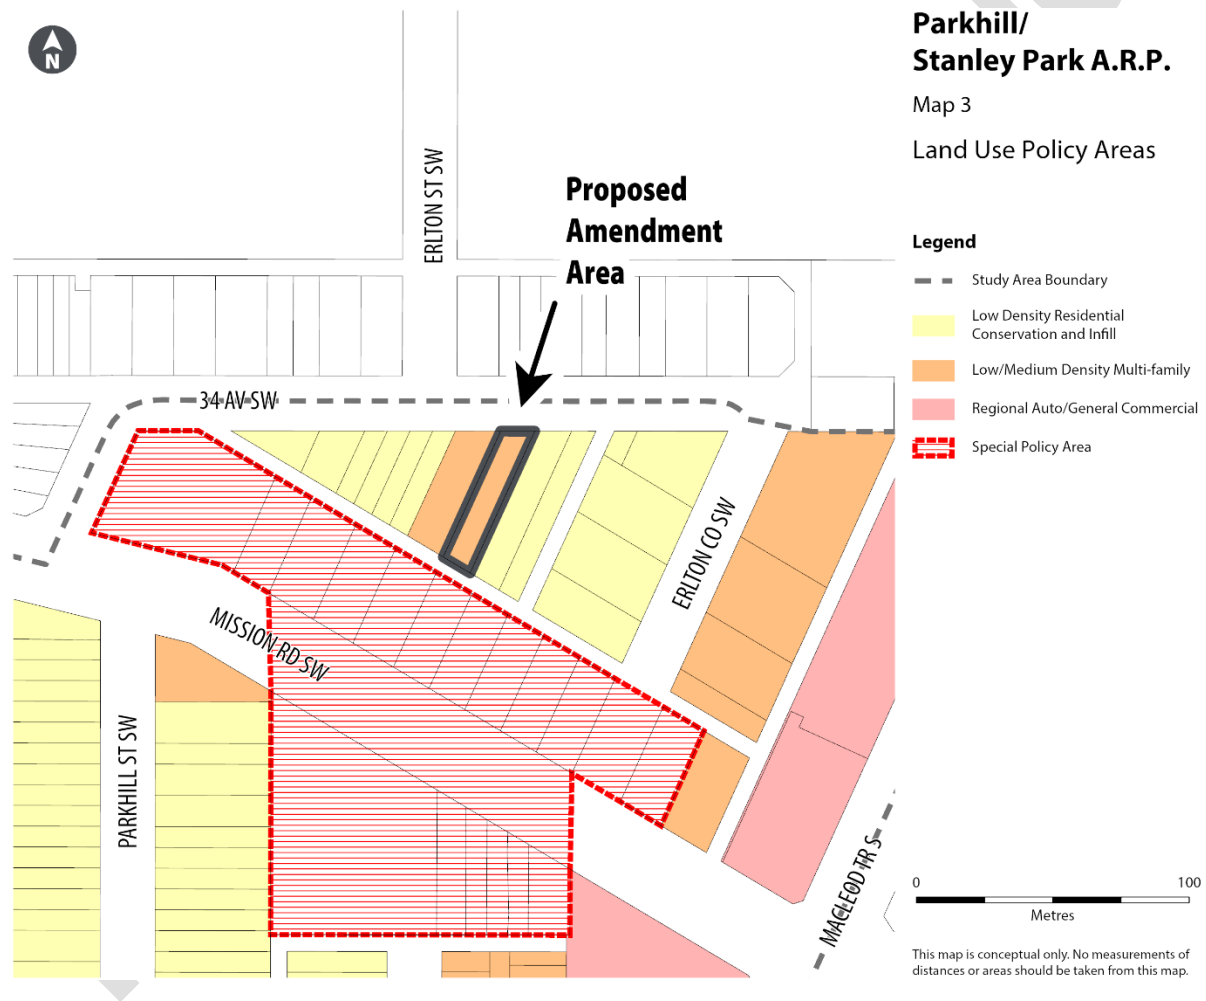 Parkhill/
Stanley Park A.R.P.
Map 3
Land Use Policy Areas
N
ERLTON ST SW
Proposed
Amendment
Area
Legend
Study Area Boundary
Low Density Residential
Conservation and Infill
Low/Medium Density Multi-family
Regional Auto/General Commercial
Special Policy Area
34 AV SW
ERLTON CO SW
MISSION RD SW
PARKHILL ST SW
MACLEOD TR S
0 100
Metres
This map is conceptual only. No measurements of
distances or areas should be taken from this map.